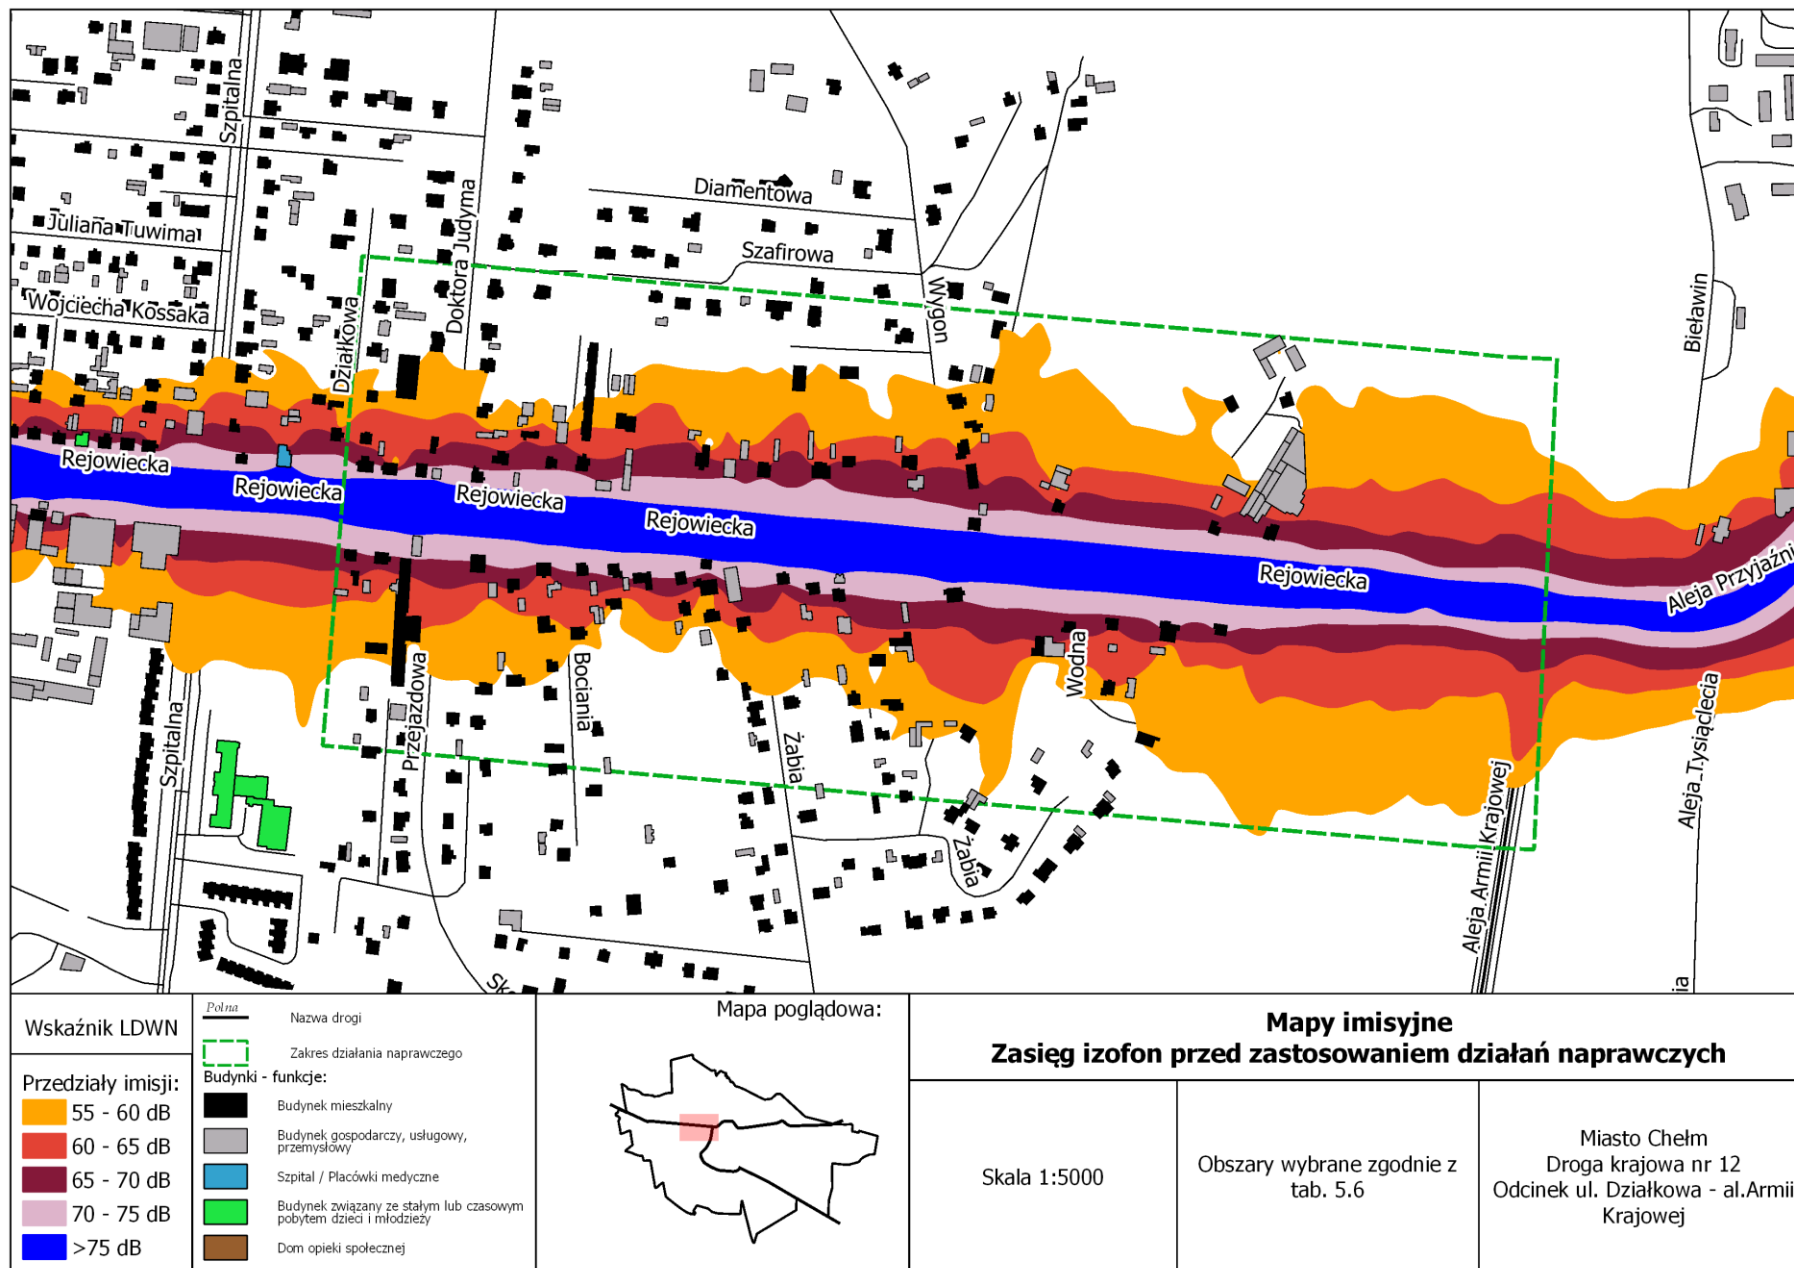 Szpitalna
Juliana Tuwima
Wojciecha Kossaka
Działkowa
Doktora Judyma
Diamentowa
Szafirowa
Wygon
Bieławin
Rejowiecka
Rejowiecka
Rejowiecka
Rejowiecka
Rejowiecka
Aleja Przyjaźni
Szpitalna
Przejazdowa
Bociania
Żabia
Żabia
Wodna
Aleja Armii Krajowej
Aleja Tysiąclecia
Wskaźnik LDWN
Przedziały imisji:
55 - 60 dB
60 - 65 dB
65 - 70 dB
70 - 75 dB
>75 dB
Polna
Nazwa drogi
Zakres działania naprawczego
Budynki - funkcje:
Budynek mieszkalny
Budynek gospodarczy, usługowy,
przemysłowy
Szpital / Placówki medyczne
Budynek związany ze stałym lub czasowym
pobytem dzieci i młodzieży
Dom opieki społecznej
Mapa poglądowa:
Mapy imisyjne
Zasięg izofon przed zastosowaniem działań naprawczych
Skala 1:5000
Obszary wybrane zgodnie z
tab. 5.6
Miasto Chełm
Droga krajowa nr 12
Odcinek ul. Działkowa - al.Armii
Krajowej